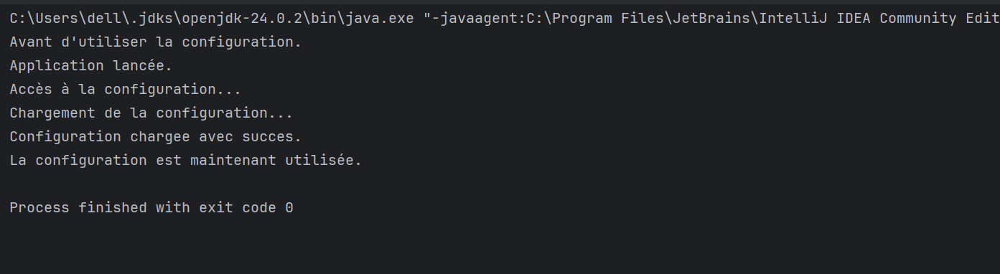 C:\Users\dell\.jdks\openjdk-24.0.2\bin\java.exe "-javaagent:C:\Program Files\JetBrains\IntelliJ IDEA Community Edit
Avant d'utiliser la configuration.
Application lancée.
Accès à la configuration...
Chargement de la configuration...
Configuration chargee avec succes.
La configuration est maintenant utilisée.
Process finished with exit code 0